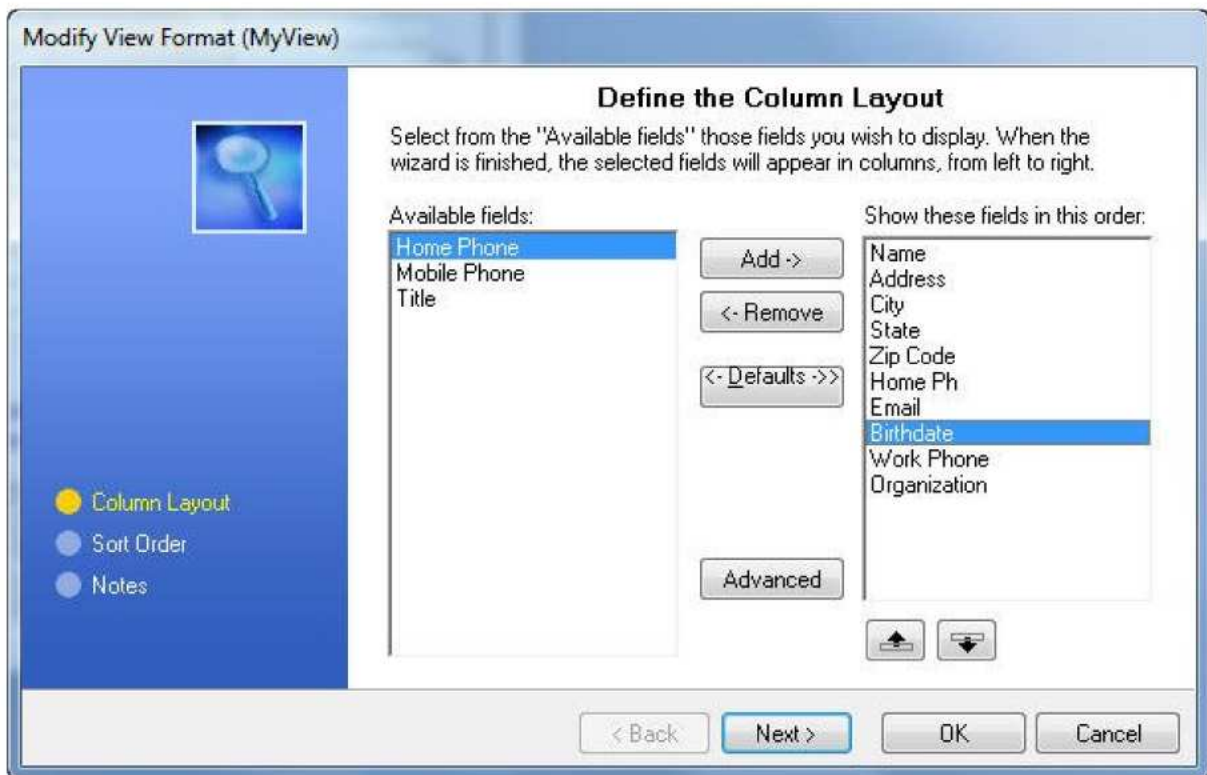 Modify View Format (MyView)
Define the Column Layout
Select from the "Available fields" those fields you wish to display. When the
wizard is finished, the selected fields will appear in columns, from left to right.
Available fields:
Home Phone
Mobile Phone
Title
Add ->
<- Remove
<- Defaults ->>
Advanced
Show these fields in this order:
Name
Address
City
State
Zip Code
Home Ph
Email
Birthdate
Work Phone
Organization
Column Layout
Sort Order
Notes
< Back
Next >
OK
Cancel